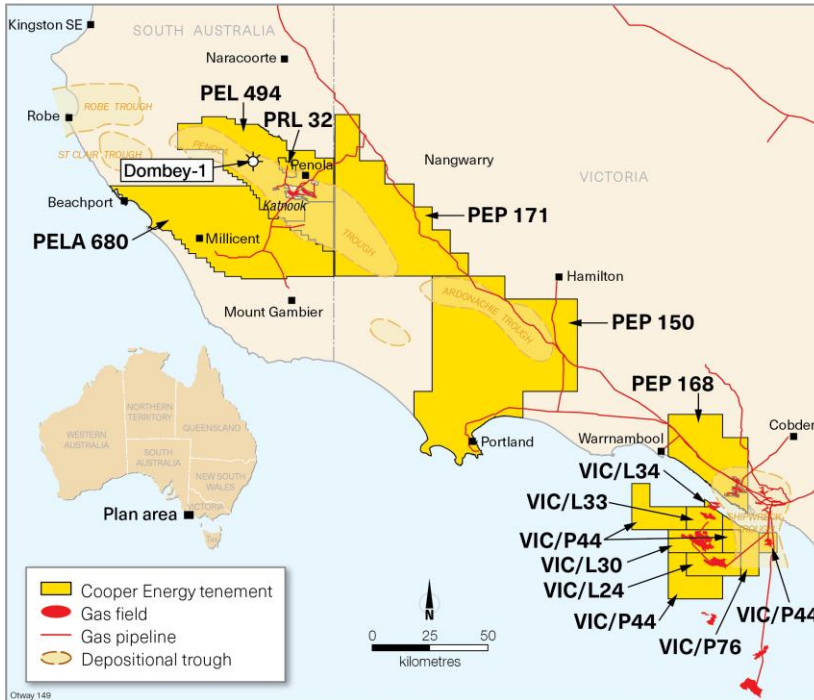 Kingston SE
SOUTH AUSTRALIA
Naracoorte
PEL 494
ROBE TROUGH
PRL 32
Robe
PENOLA
ST CLAIR TROUGH
Dombey-1
Penola
Nangwarry
VICTORIA
Beachport
Katnook
PEP 171
PELA 680
Millicent
TROUGH
Hamilton
Mount Gambier
ARDONACHIE TROUGH
PEP 150
PEP 168
Cobden
Portland
Warrnambool
VIC/L34
VIC/L33
SHIPWRECK
TROUGH
VIC/P44
VIC/L30
VIC/L24
VIC/P44
VIC/P44
VIC/P76
NORTHERN
TERRITORY
QUEENSLAND
WESTERN
AUSTRALIA
SOUTH
AUSTRALIA
NEW SOUTH
WALES
VICTORIA
Plan area
TAS
Cooper Energy tenement
Gas field
Gas pipeline
Depositional trough
N
0 25 50
kilometres
Otway 149